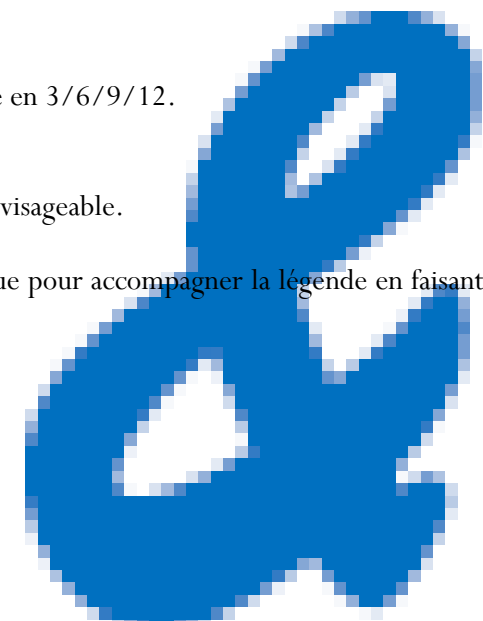 e en 3/6/9/12.
visageable.
ue pour accompagner la légende en faisant
&